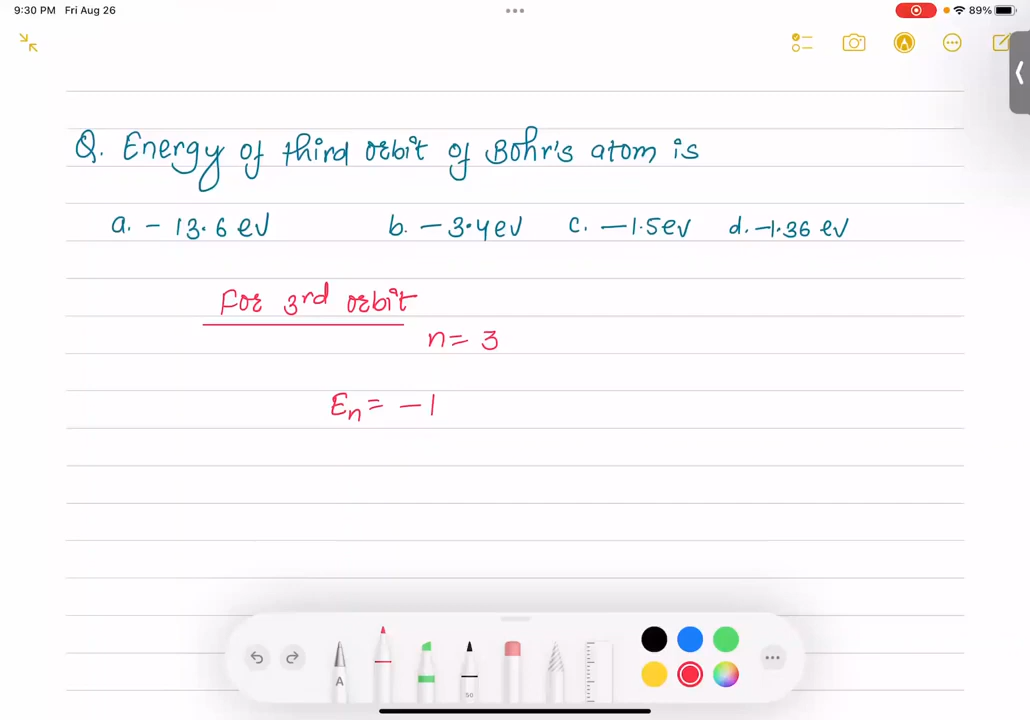 9:30 PM Fri Aug 26 89%
Q. Energy of third orbit of Bohr's atom is
a. - 13.6 eV b. - 3.4 eV c. - 1.5 eV d. -1.36 eV
For 3rd orbit
n = 3
En = - 1
A 50